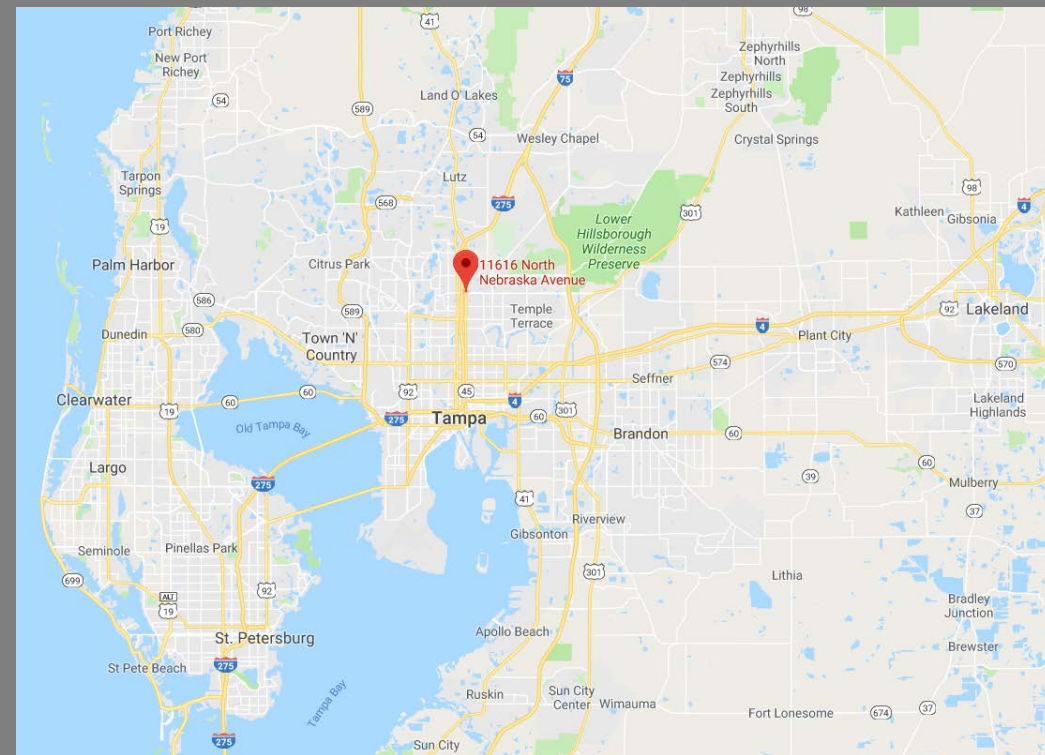 41
98
Port Richey
Zephyrhills
North
New Port
Richey
75
Zephyrhills
54
589
Land O' Lakes
Zephyrhills
South
54
Wesley Chapel
Crystal Springs
Tarpon
Springs
Lutz
568
275
98
4
301
Kathleen
Gibsonia
19
Lower
Hillsborough
Wilderness
Preserve
Palm Harbor
Citrus Park
11616 North
Nebraska Avenue
586
589
Temple
Terrace
92
Lakeland
580
Dunedin
Town 'N'
Country
4
Plant City
574
570
Seffner
60
92
45
Clearwater
60
19
275
Tampa
4
60
301
Lakeland
Highlands
Old Tampa Bay
Brandon
60
Largo
275
60
39
Mulberry
41
37
Riverview
Gibsonton
Seminole
Pinellas Park
301
Lithia
699
92
ALT
19
Bradley
Junction
St. Petersburg
Apollo Beach
Brewster
275
St Pete Beach
Tampa Bay
Ruskin
Sun City
Center
Wimauma
Fort Lonesome
674
37
275
Sun City